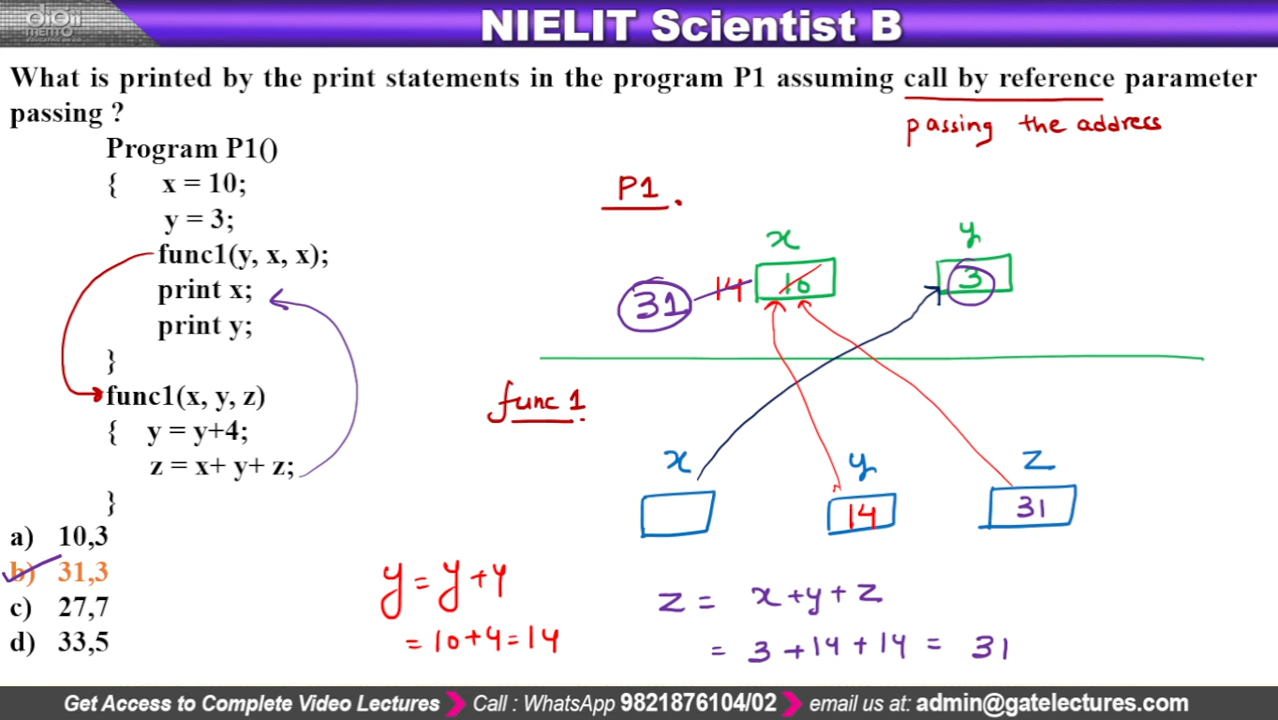 digii
MENTO
NIELIT Scientist B
What is printed by the print statements in the program P1 assuming call by reference parameter
passing ?
passing the address
Program P1()
{ x = 10;
y = 3;
func1(y, x, x);
print x;
print y;
}
func1(x, y, z)
{ y = y+4;
z = x+ y+ z;
}
a) 10,3
b) 31,3
c) 27,7
d) 33,5
P1.
x y
31 14 10 3
func 1
x y z
14 31
y = y+4
= 10+4=14
z = x+y+z
= 3+14+14 = 31
Get Access to Complete Video Lectures Call : WhatsApp 9821876104/02 email us at: admin@gatelectures.com